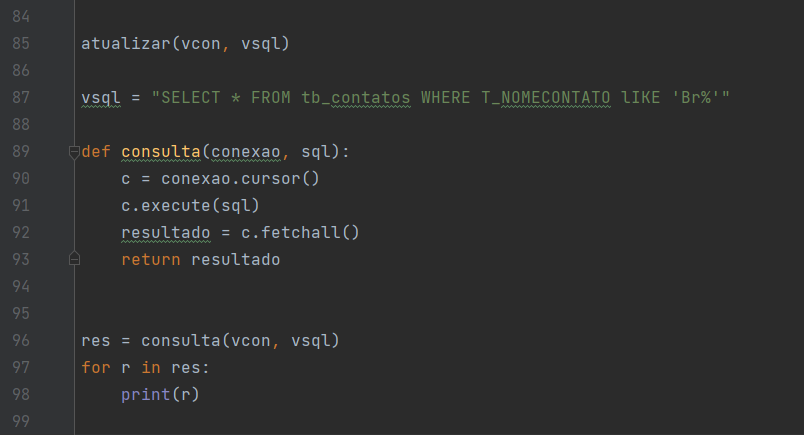 84
85 atualizar(vcon, vsql)
86
87 vsql = "SELECT * FROM tb_contatos WHERE T_NOMECONTATO lIKE 'Br%'"
88
89 def consulta(conexao, sql):
90     c = conexao.cursor()
91     c.execute(sql)
92     resultado = c.fetchall()
93     return resultado
94
95
96 res = consulta(vcon, vsql)
97 for r in res:
98     print(r)
99